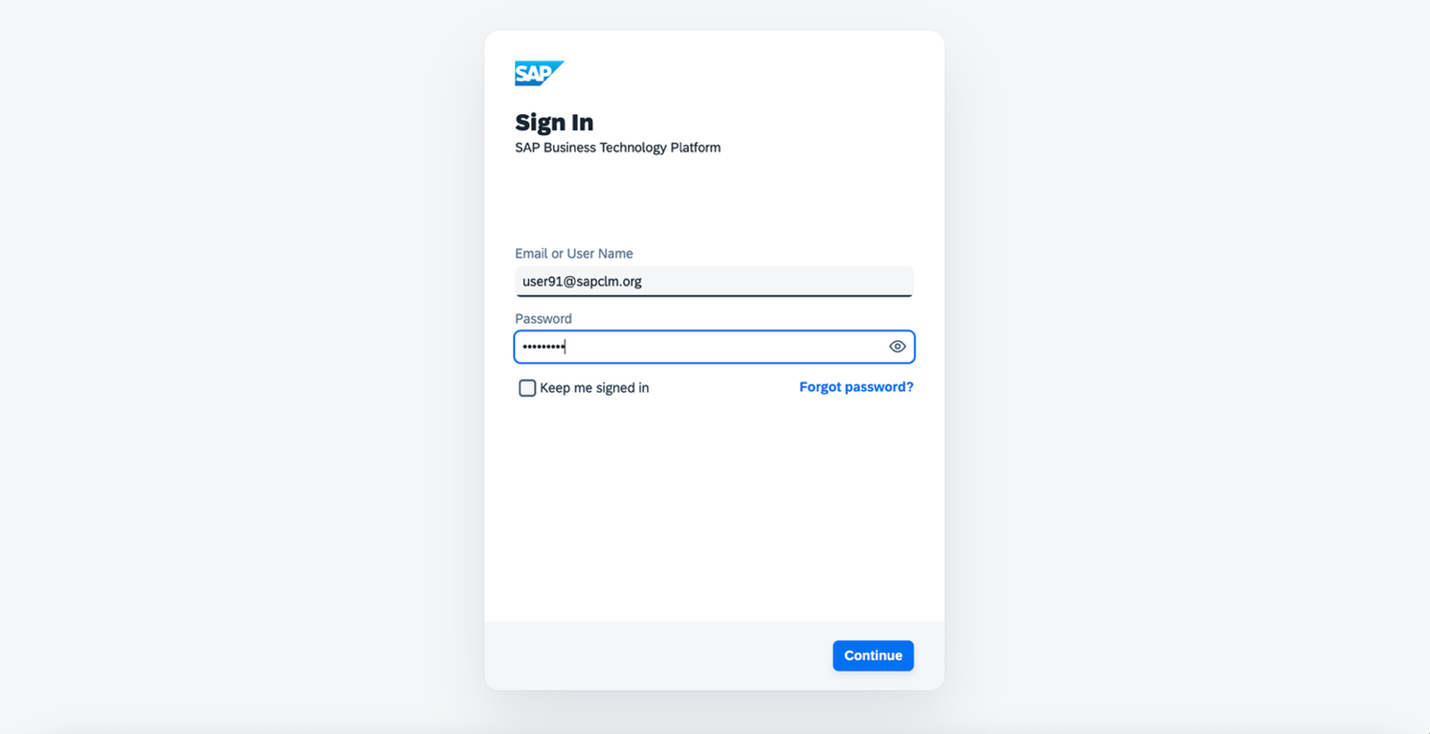 SAP
Sign In
SAP Business Technology Platform
Email or User Name
user91@sapclm.org
Password
•••••••••
Keep me signed in Forgot password?
Continue